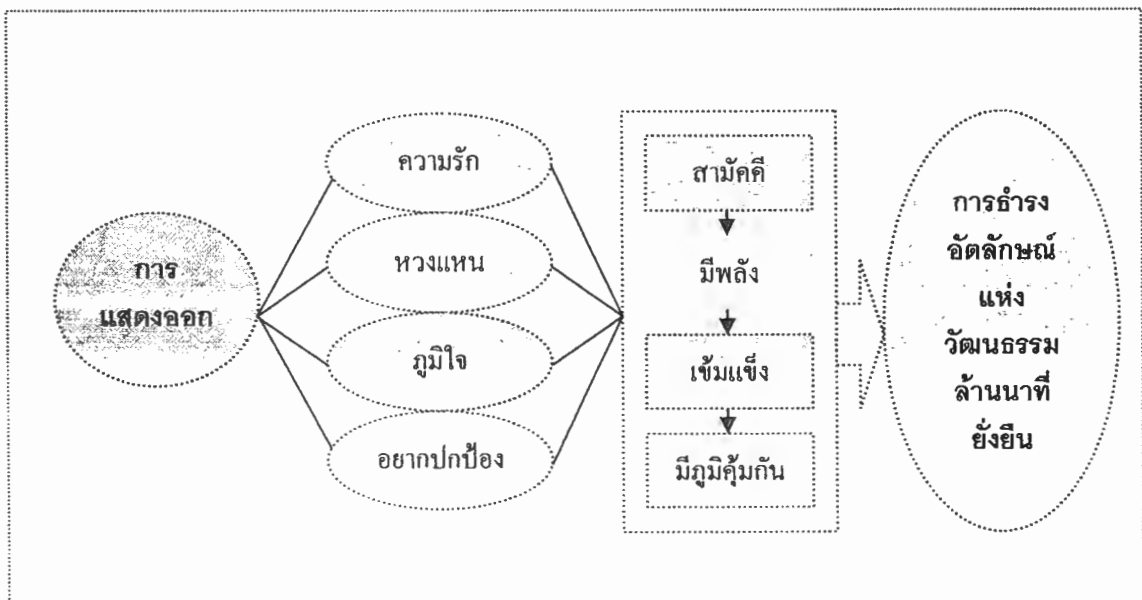 การ
แสดงออก
ความรัก
หวงแหน
ภูมิใจ
อยากปกป้อง
สามัคคี
มีพลัง
เข้มแข็ง
มีภูมิคุ้มกัน
การธำรง
อัตลักษณ์
แห่ง
วัฒนธรรม
ล้านนาที่
ยั่งยืน